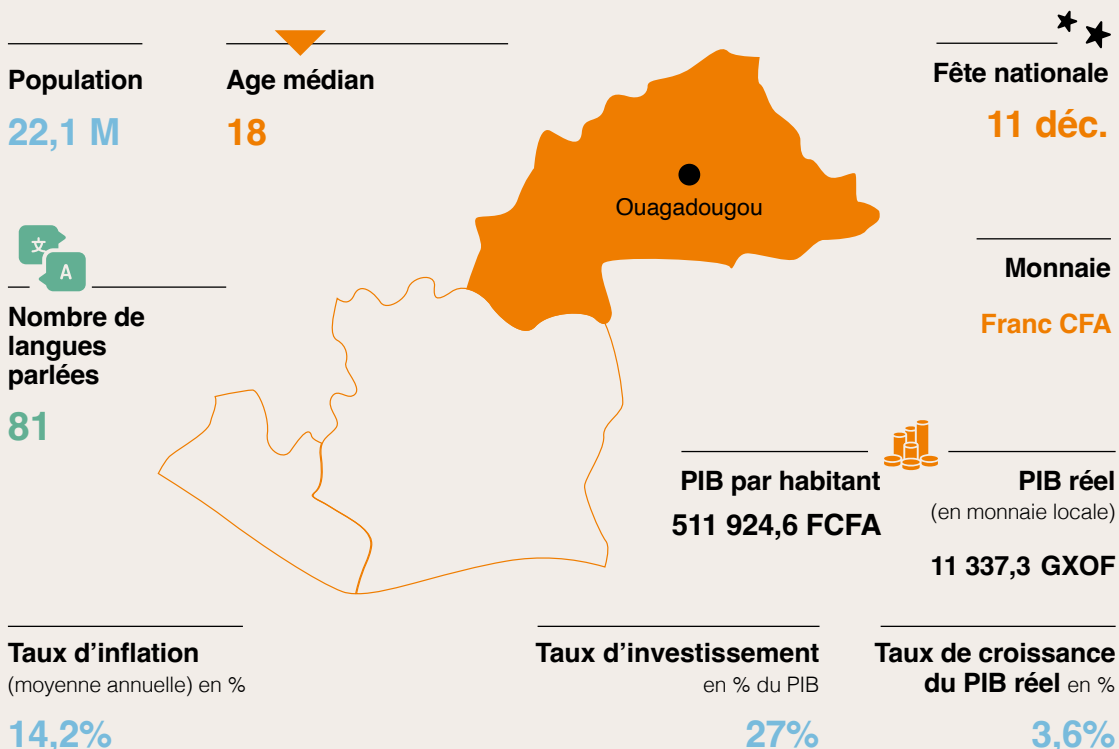 Population
22,1 M
Age médian
18
Fête nationale
11 déc.
Ouagadougou
文
A
Nombre de
langues
parlées
81
Monnaie
Franc CFA
PIB par habitant
511 924,6 FCFA
PIB réel
(en monnaie locale)
11 337,3 GXOF
Taux d’inflation
(moyenne annuelle) en %
14,2%
Taux d’investissement
en % du PIB
27%
Taux de croissance
du PIB réel en %
3,6%